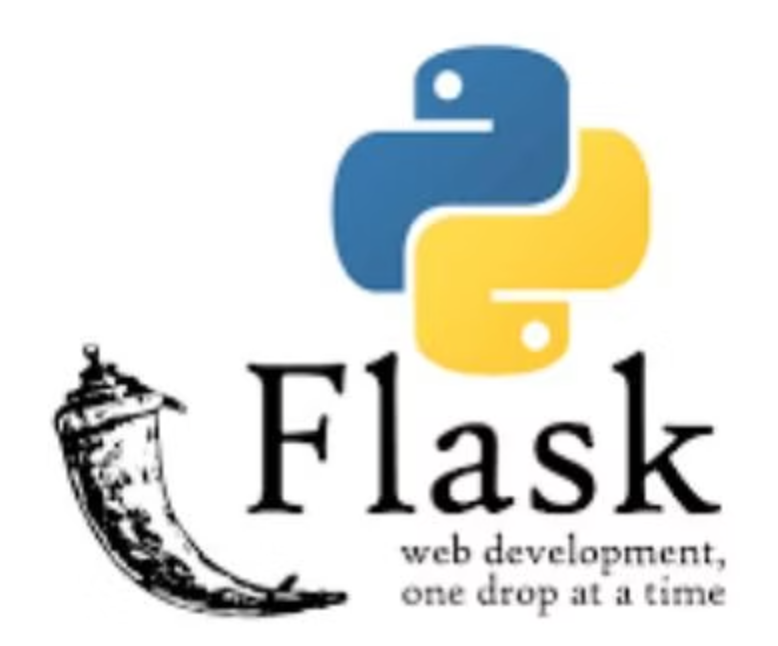 Flask
web development,
one drop at a time